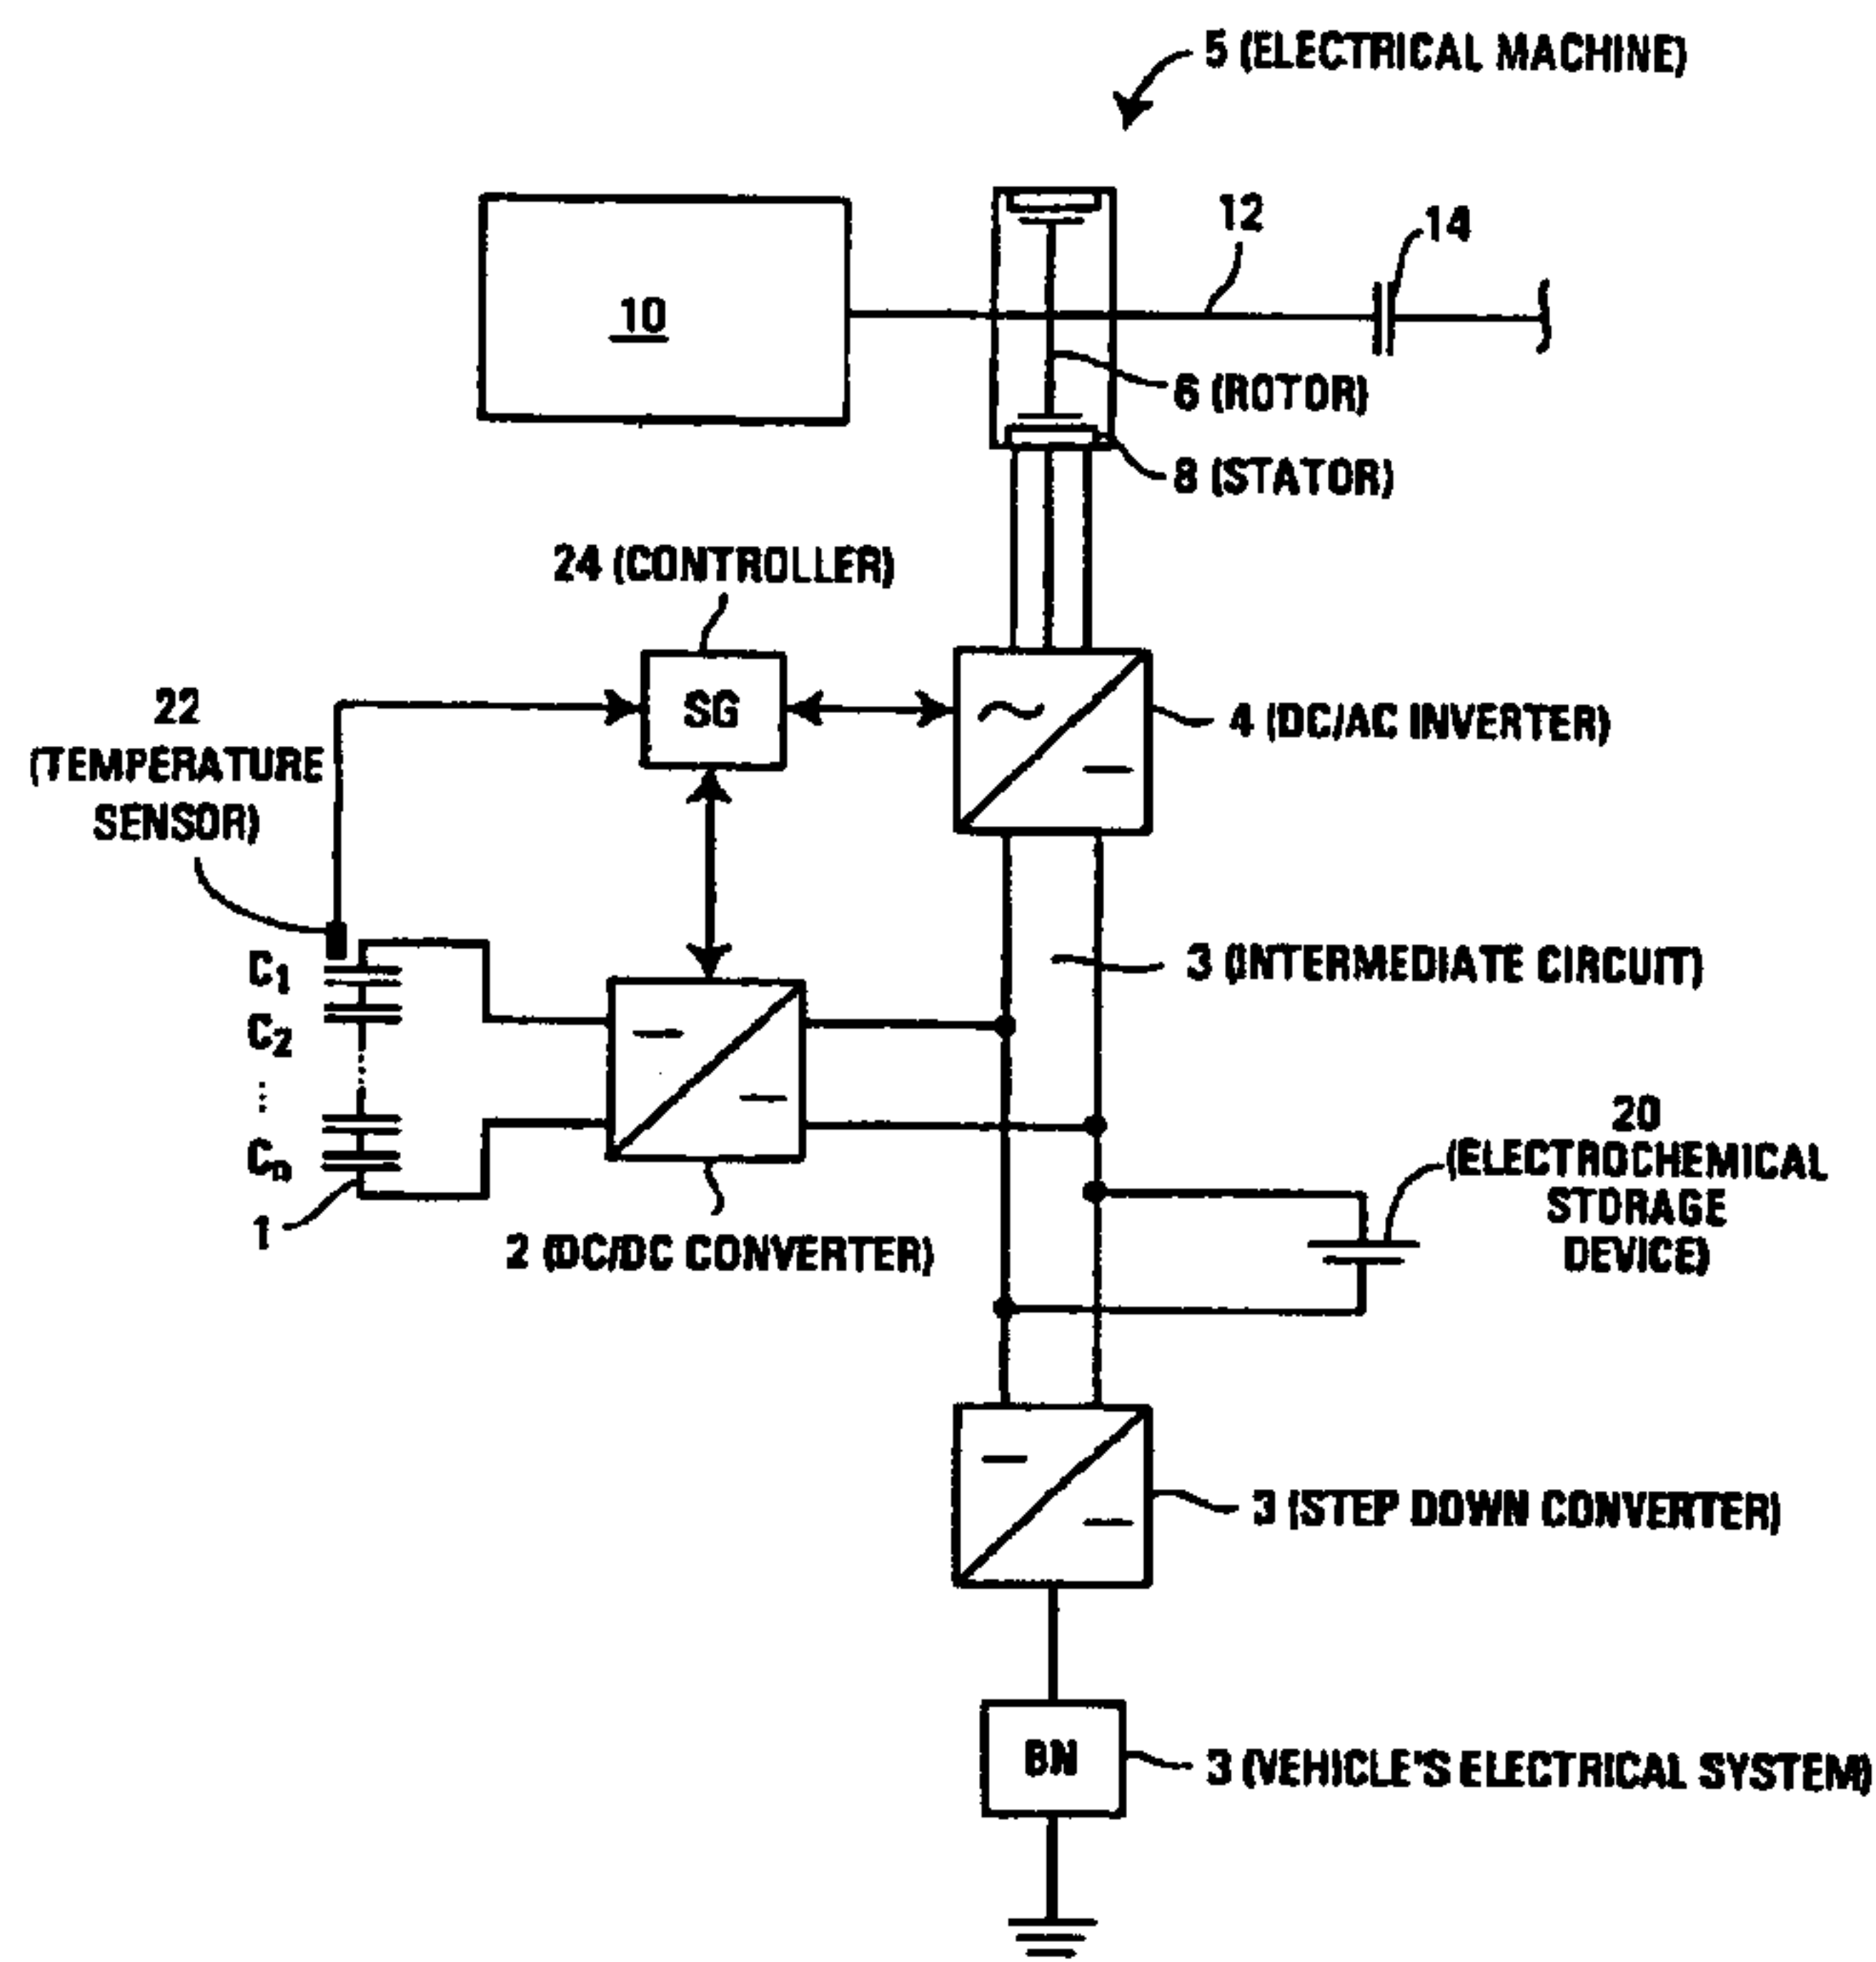 5 (ELECTRICAL MACHINE)
12
14
10
6 (ROTOR)
8 (STATOR)
24 (CONTROLLER)
22
(TEMPERATURE
SENSOR)
SG
4 (DC/AC INVERTER)
C1
C2
Cn
1
3 (INTERMEDIATE CIRCUIT)
2 (DC/DC CONVERTER)
20
(ELECTROCHEMICAL
STORAGE
DEVICE)
3 (STEP DOWN CONVERTER)
BN
3 (VEHICLE'S ELECTRICAL SYSTEM)